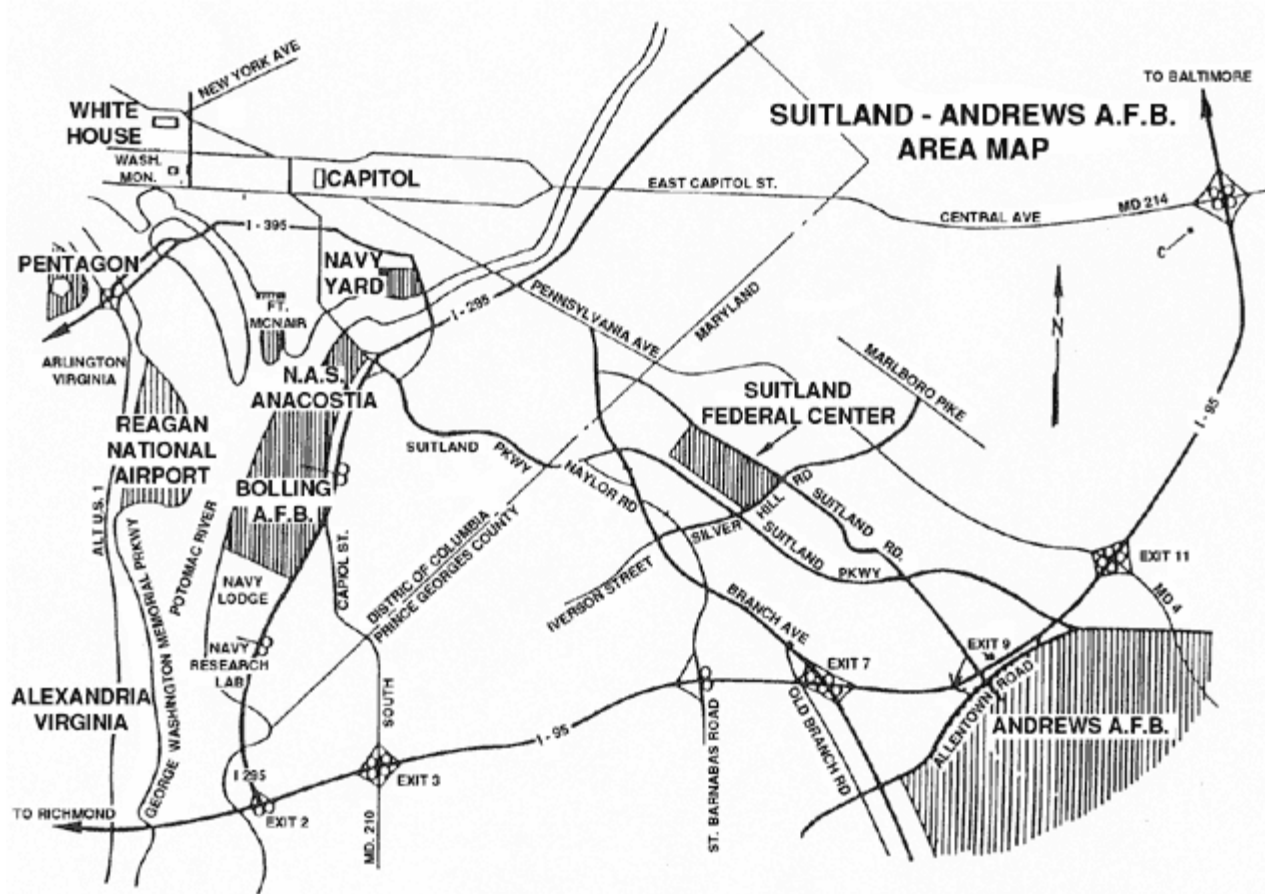 NEW YORK AVE
TO BALTIMORE
WHITE
HOUSE
SUITLAND - ANDREWS A.F.B.
AREA MAP
WASH.
MON.
CAPITOL
EAST CAPITOL ST.
CENTRAL AVE
MD 214
I - 395
C
PENTAGON
NAVY
YARD
PENNSYLVANIA AVE
MARYLAND
N
FT.
MCNAIR
I - 295
ARLINGTON
VIRGINIA
MARLBORO PIKE
N.A.S.
ANACOSTIA
SUITLAND
FEDERAL CENTER
I - 95
REAGAN
NATIONAL
AIRPORT
SUITLAND PKWY
NAYLOR RD
BOLLING
A.F.B.
SILVER HILL RD
SUITLAND RD.
ALT U.S. 1
POTOMAC RIVER
CAPIOL ST.
SUITLAND PKWY
EXIT 11
DISTRIC OF COLUMBIA
PRINCE GEORGES COUNTY
IVERSON STREET
NAVY
LODGE
BRANCH AVE
MD 4
GEORGE WASHINGTON MEMORIAL PRKWY
NAVY
RESEARCH
LAB
EXIT 9
EXIT 7
ALEXANDRIA
VIRGINIA
SOUTH
OLD BRANCH RD
ALLENTOWN ROAD
ANDREWS A.F.B.
I - 95
ST. BARNABAS ROAD
I 295
EXIT 3
TO RICHMOND
EXIT 2
MD. 210